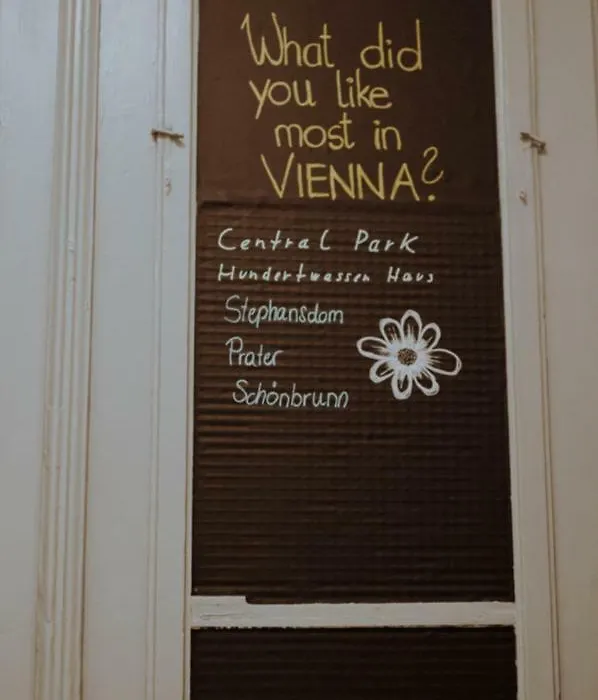 What did
you like
most in
VIENNA?
Central Park
Hundertwassen Haus
Stephansdom
Prater
Schönbrunn